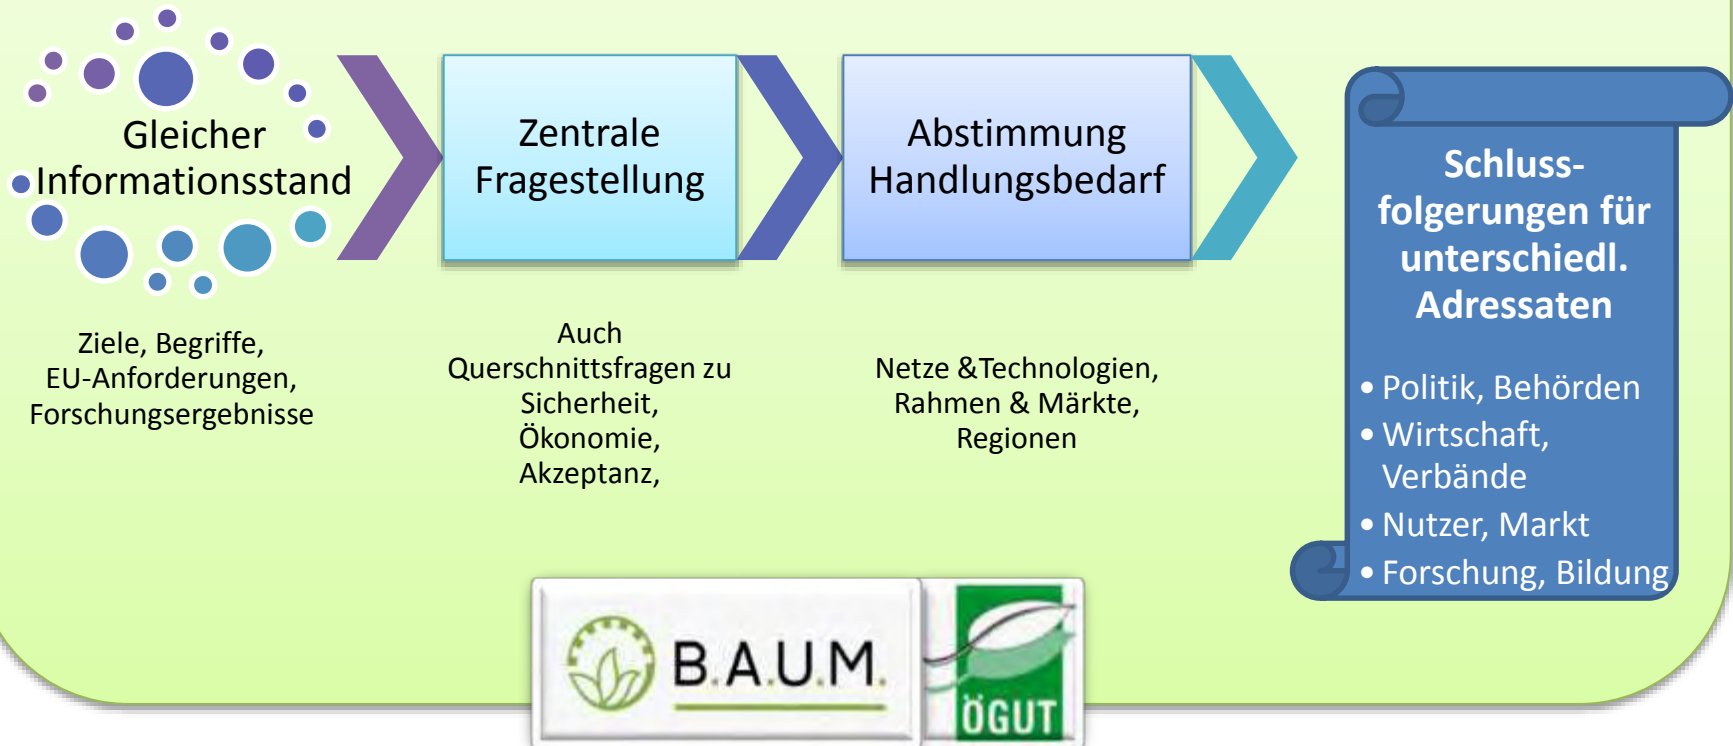 Gleicher
Informationsstand
Ziele, Begriffe,
EU-Anforderungen,
Forschungsergebnisse
Zentrale
Fragestellung
Auch
Querschnittsfragen zu
Sicherheit,
Ökonomie,
Akzeptanz,
Abstimmung
Handlungsbedarf
Netze &Technologien,
Rahmen & Märkte,
Regionen
Schluss-
folgerungen für
unterschiedl.
Adressaten
• Politik, Behörden
• Wirtschaft,
Verbände
• Nutzer, Markt
• Forschung, Bildung
B.A.U.M.
ÖGUT